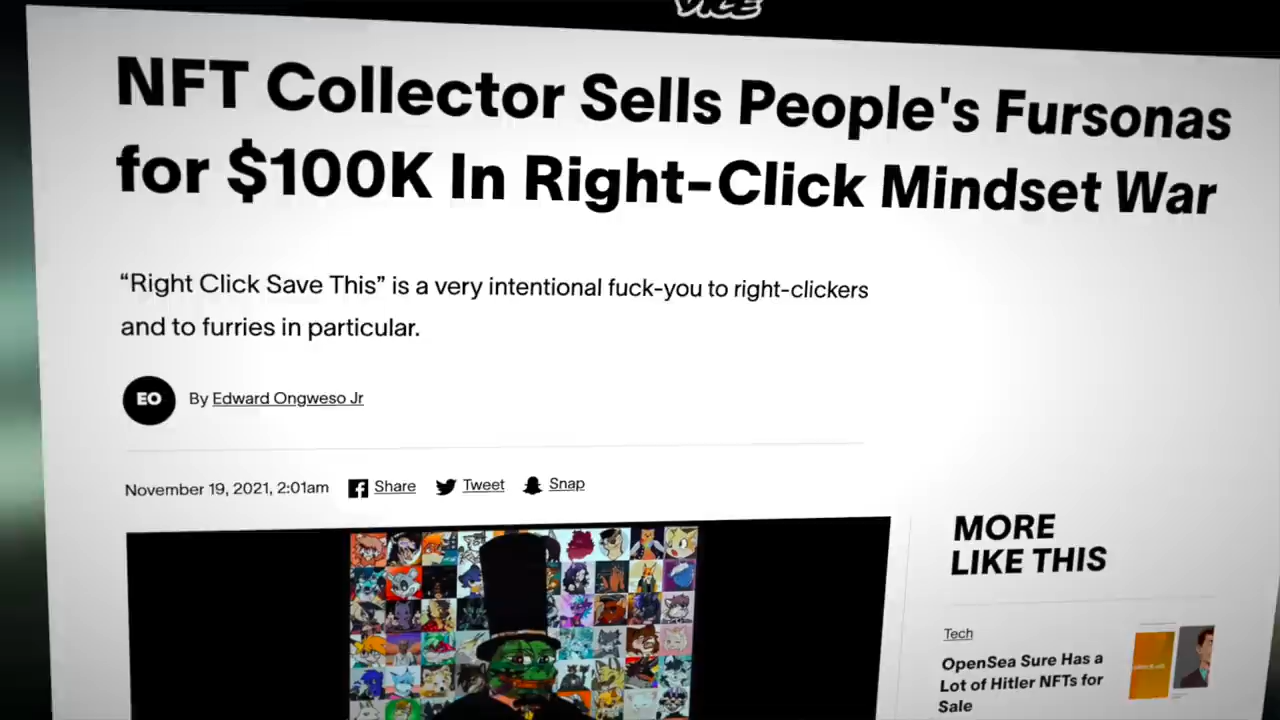 VICE
NFT Collector Sells People's Fursonas
for $100K In Right-Click Mindset War
“Right Click Save This” is a very intentional fuck-you to right-clickers
and to furries in particular.
EO
By Edward Ongweso Jr
November 19, 2021, 2:01am
Share
Tweet
Snap
MORE
LIKE THIS
Tech
OpenSea Sure Has a
Lot of Hitler NFTs for
Sale